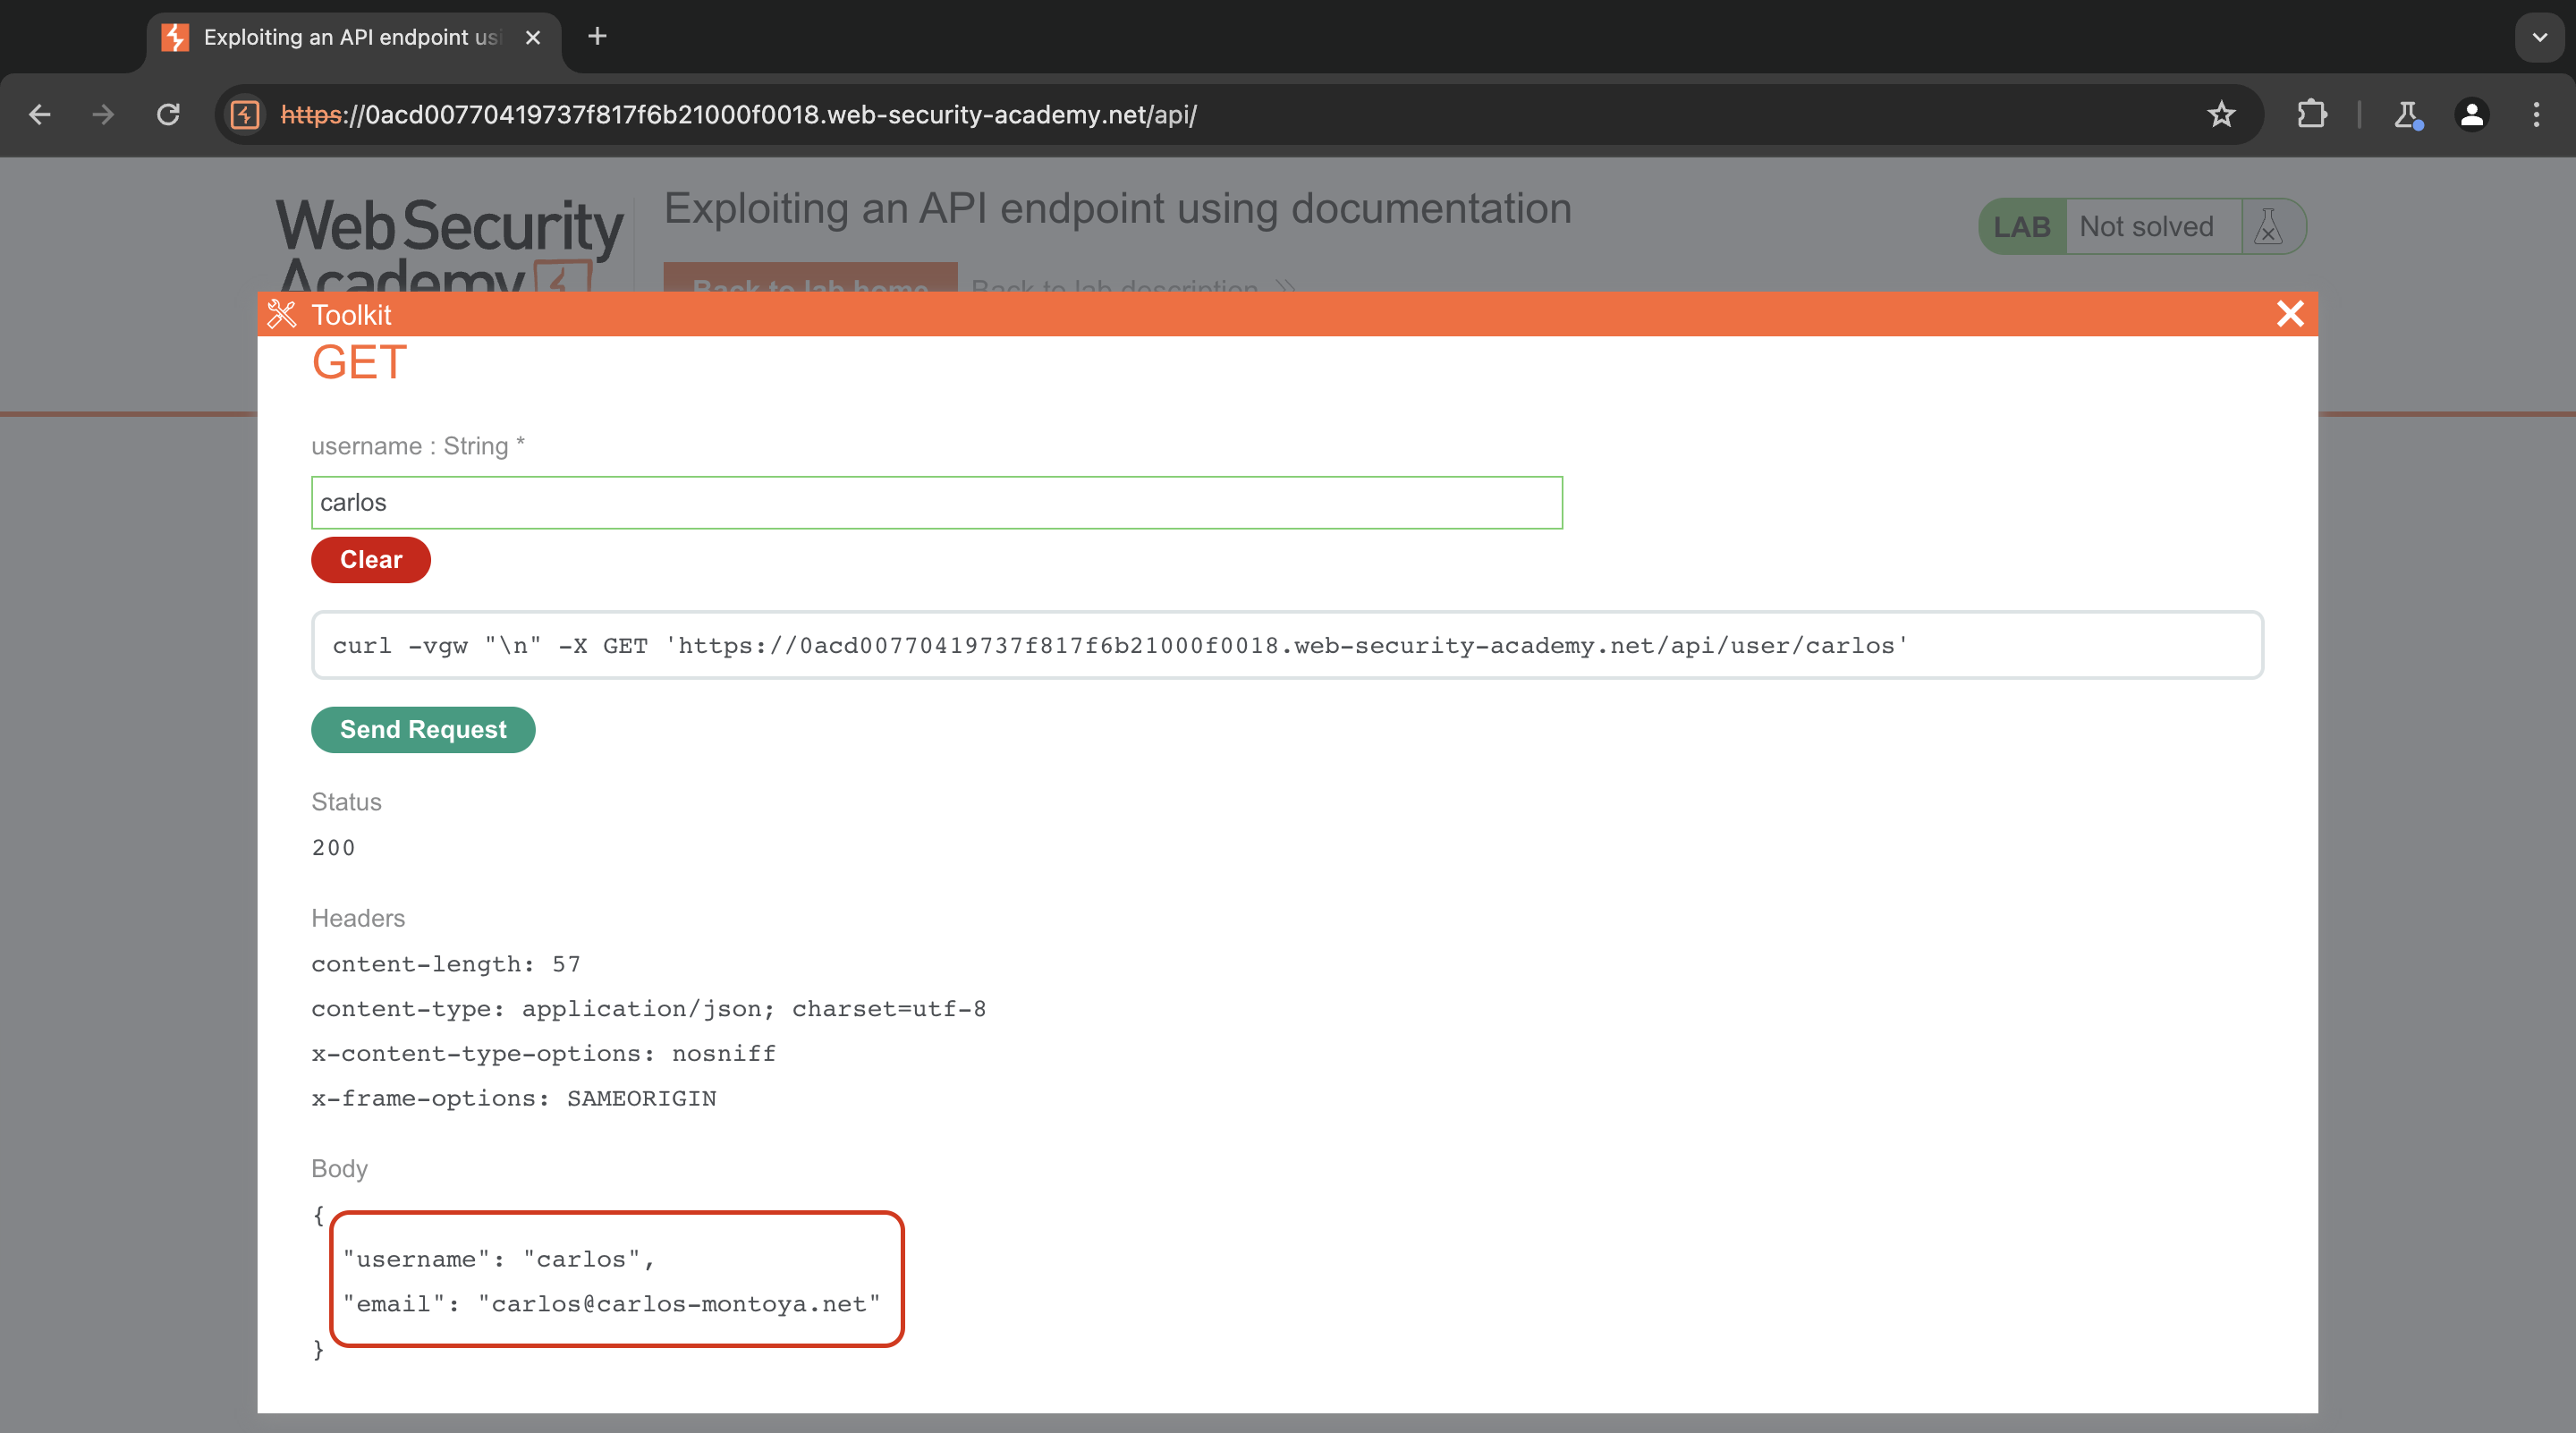 Exploiting an API endpoint usi
https://0acd00770419737f817f6b21000f0018.web-security-academy.net/api/
WebSecurity
Academy
Exploiting an API endpoint using documentation
LAB
Not solved
Back to lab home
Back to lab description
Toolkit
GET
username : String *
carlos
Clear
curl -vgw "\n" -X GET 'https://0acd00770419737f817f6b21000f0018.web-security-academy.net/api/user/carlos'
Send Request
Status
200
Headers
content-length: 57
content-type: application/json; charset=utf-8
x-content-type-options: nosniff
x-frame-options: SAMEORIGIN
Body
{
"username": "carlos",
"email": "carlos@carlos-montoya.net"
}